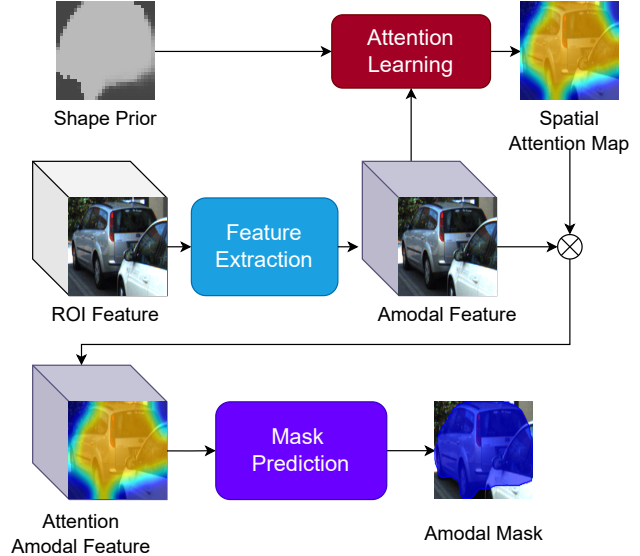 Attention
Learning
Shape Prior
Spatial
Attention Map
Feature
Extraction
ROI Feature
Amodal Feature
Mask
Prediction
Attention
Amodal Feature
Amodal Mask